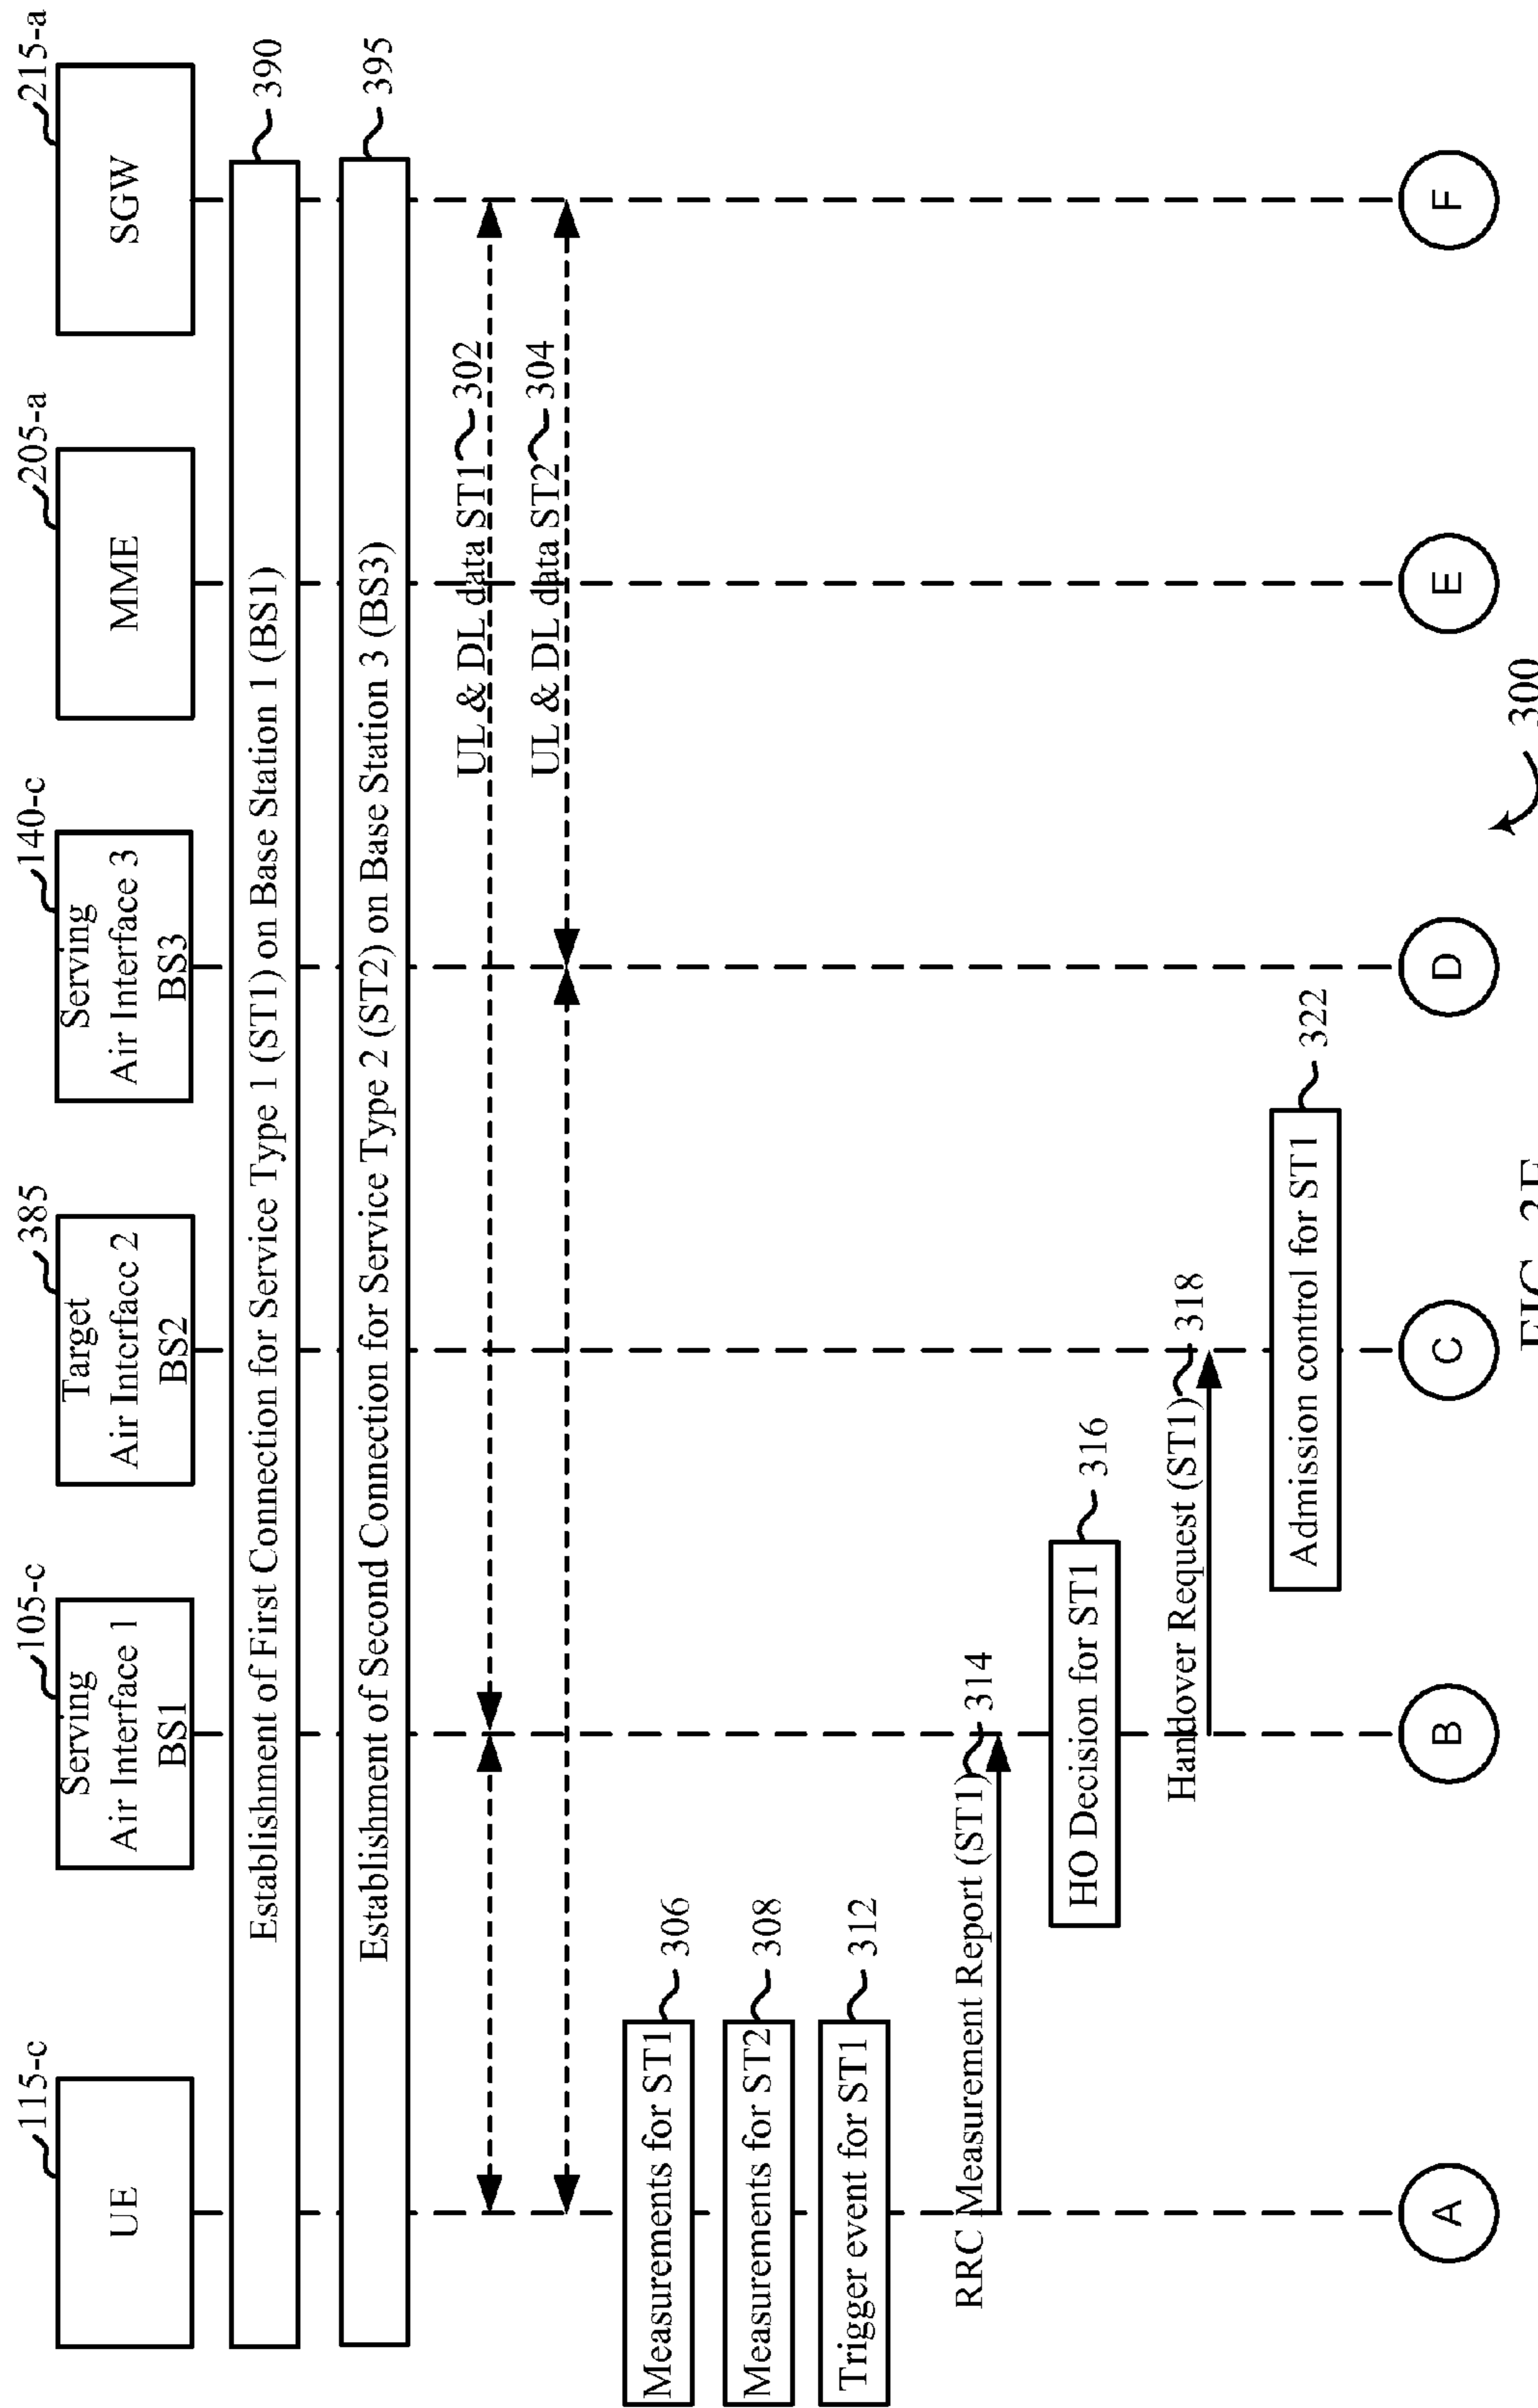 115-c
UE
105-c
Serving
Air Interface 1
BS1
385
Target
Air Interface 2
BS2
140-c
Serving
Air Interface 3
BS3
205-a
MME
215-a
SGW
Establishment of First Connection for Service Type 1 (ST1) on Base Station 1 (BS1)
390
Establishment of Second Connection for Service Type 2 (ST2) on Base Station 3 (BS3)
395
UL & DL data ST1
302
UL & DL data ST2
304
Measurements for ST1
306
Measurements for ST2
308
Trigger event for ST1
312
RRC Measurement Report (ST1)
314
HO Decision for ST1
316
Handover Request (ST1)
318
Admission control for ST1
322
A
B
C
D
E
F
300